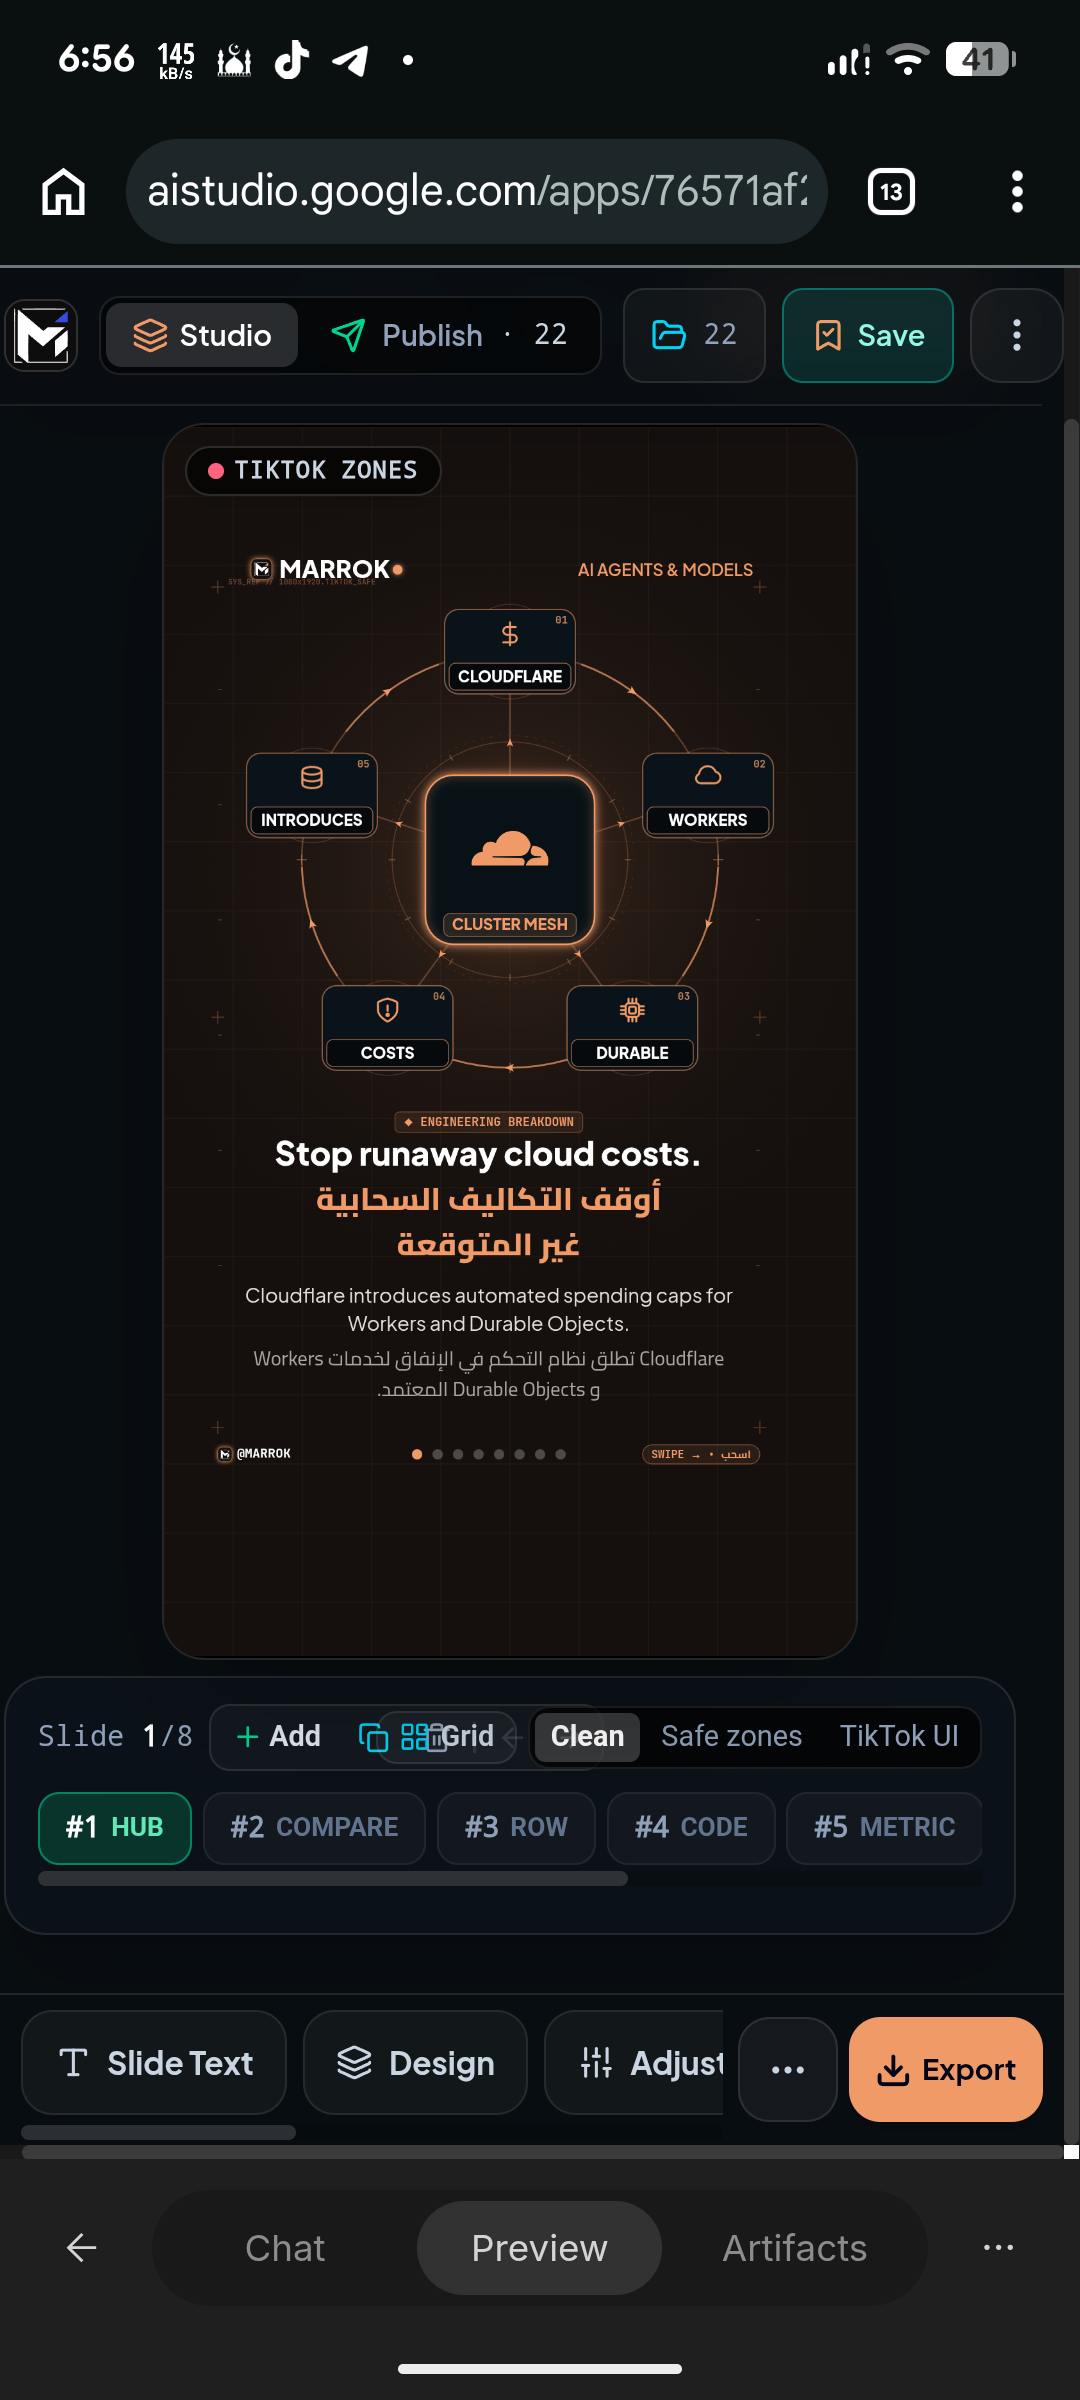 6:56
145
kB/s
41
aistudio.google.com/apps/76571af
13
Studio
Publish · 22
22
Save
TIKTOK ZONES
MARROK
AI AGENTS & MODELS
01
CLOUDFLARE
05
INTRODUCES
02
WORKERS
CLUSTER MESH
04
COSTS
03
DURABLE
◆ ENGINEERING BREAKDOWN
Stop runaway cloud costs.
أوقف التكاليف السحابية
غير المتوقعة
Cloudflare introduces automated spending caps for
Workers and Durable Objects.
Cloudflare تطلق نظام التحكم في الإنفاق لخدمات Workers
و Durable Objects المعتمد.
@MARROK
SWIPE → • اسحب
Slide 1/8
+ Add
Grid
Clean
Safe zones
TikTok UI
#1 HUB
#2 COMPARE
#3 ROW
#4 CODE
#5 METRIC
Slide Text
Design
Adjust
Export
Chat
Preview
Artifacts